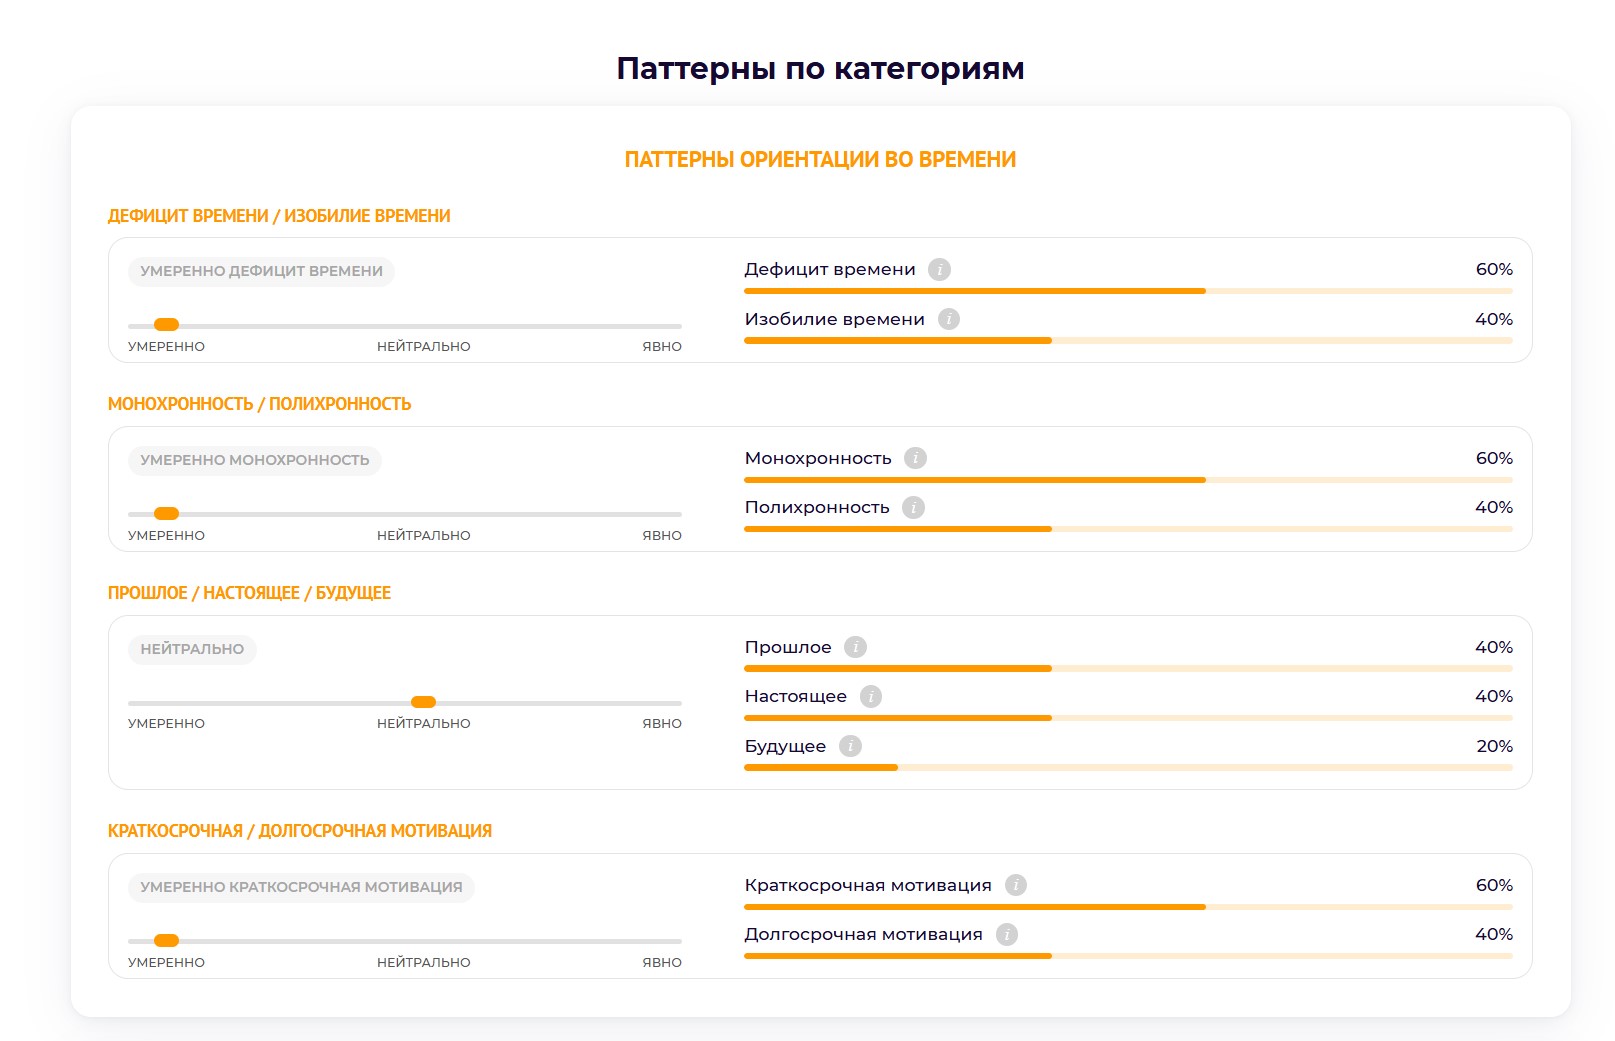 Паттерны по категориям
ПАТТЕРНЫ ОРИЕНТАЦИИ ВО ВРЕМЕНИ
ДЕФИЦИТ ВРЕМЕНИ / ИЗОБИЛИЕ ВРЕМЕНИ
УМЕРЕННО ДЕФИЦИТ ВРЕМЕНИ
УМЕРЕННО НЕЙТРАЛЬНО ЯВНО
Дефицит времени i 60%
Изобилие времени i 40%
МОНОХРОННОСТЬ / ПОЛИХРОННОСТЬ
УМЕРЕННО МОНОХРОННОСТЬ
УМЕРЕННО НЕЙТРАЛЬНО ЯВНО
Монохронность i 60%
Полихронность i 40%
ПРОШЛОЕ / НАСТОЯЩЕЕ / БУДУЩЕЕ
НЕЙТРАЛЬНО
УМЕРЕННО НЕЙТРАЛЬНО ЯВНО
Прошлое i 40%
Настоящее i 40%
Будущее i 20%
КРАТКОСРОЧНАЯ / ДОЛГОСРОЧНАЯ МОТИВАЦИЯ
УМЕРЕННО КРАТКОСРОЧНАЯ МОТИВАЦИЯ
УМЕРЕННО НЕЙТРАЛЬНО ЯВНО
Краткосрочная мотивация i 60%
Долгосрочная мотивация i 40%